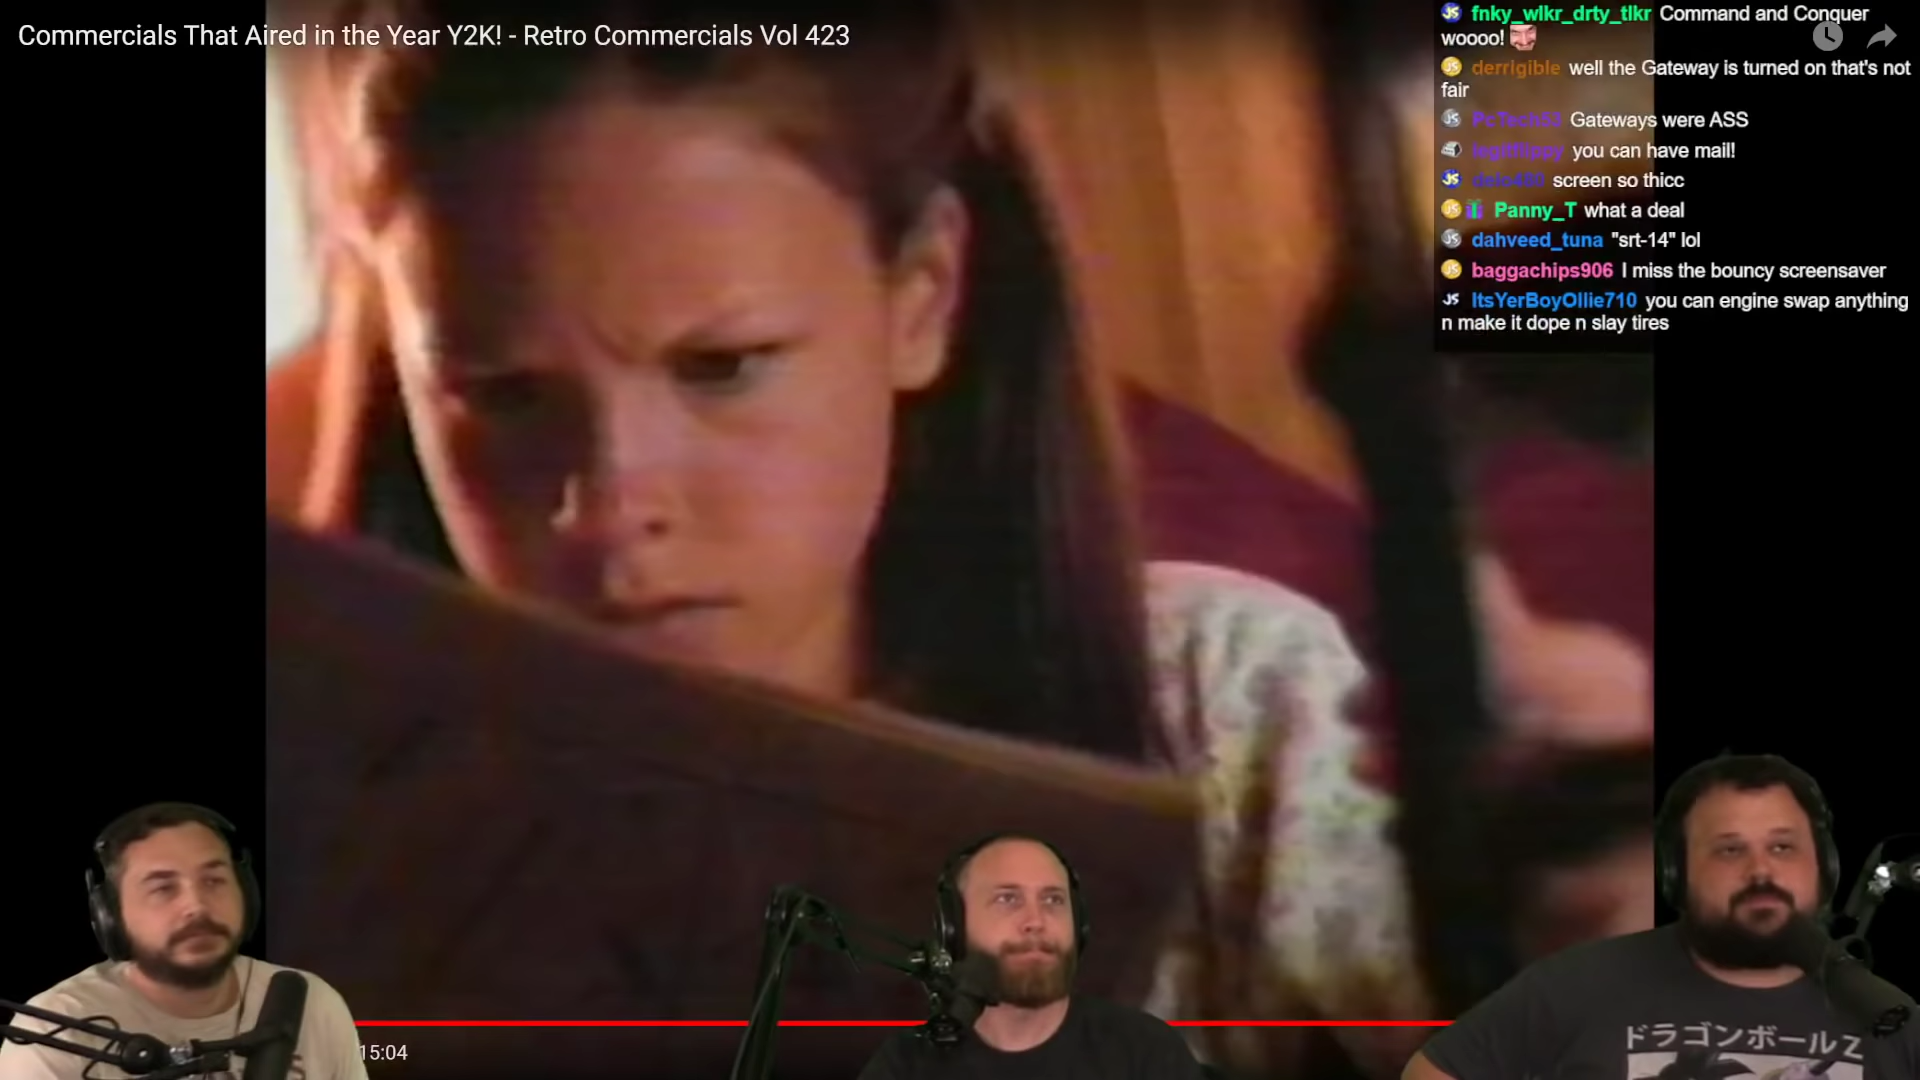 Commercials That Aired in the Year Y2K! - Retro Commercials Vol 423
fnky_wlkr_drty_tlkr Command and Conquer
woooo!
derrigible well the Gateway is turned on that's not
fair
PcTech53 Gateways were ASS
legitflippy you can have mail!
delo480 screen so thicc
Panny_T what a deal
dahveed_tuna "srt-14" lol
baggachips906 I miss the bouncy screensaver
ItsYerBoyOllie710 you can engine swap anything
n make it dope n slay tires
15:04
ドラゴンボールZ